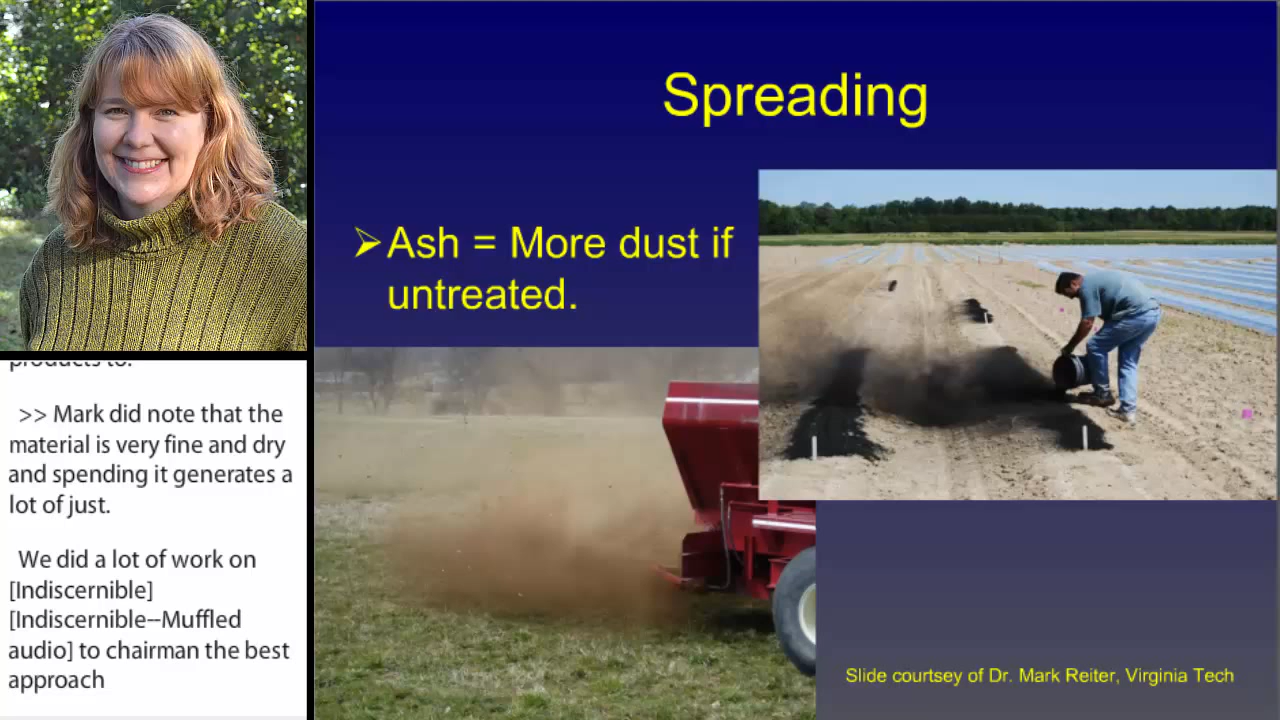 Spreading
➢Ash = More dust if
untreated.
products to.
>> Mark did note that the
material is very fine and dry
and spending it generates a
lot of just.
We did a lot of work on
[Indiscernible]
[Indiscernible--Muffled
audio] to chairman the best
approach
Slide courtsey of Dr. Mark Reiter, Virginia Tech